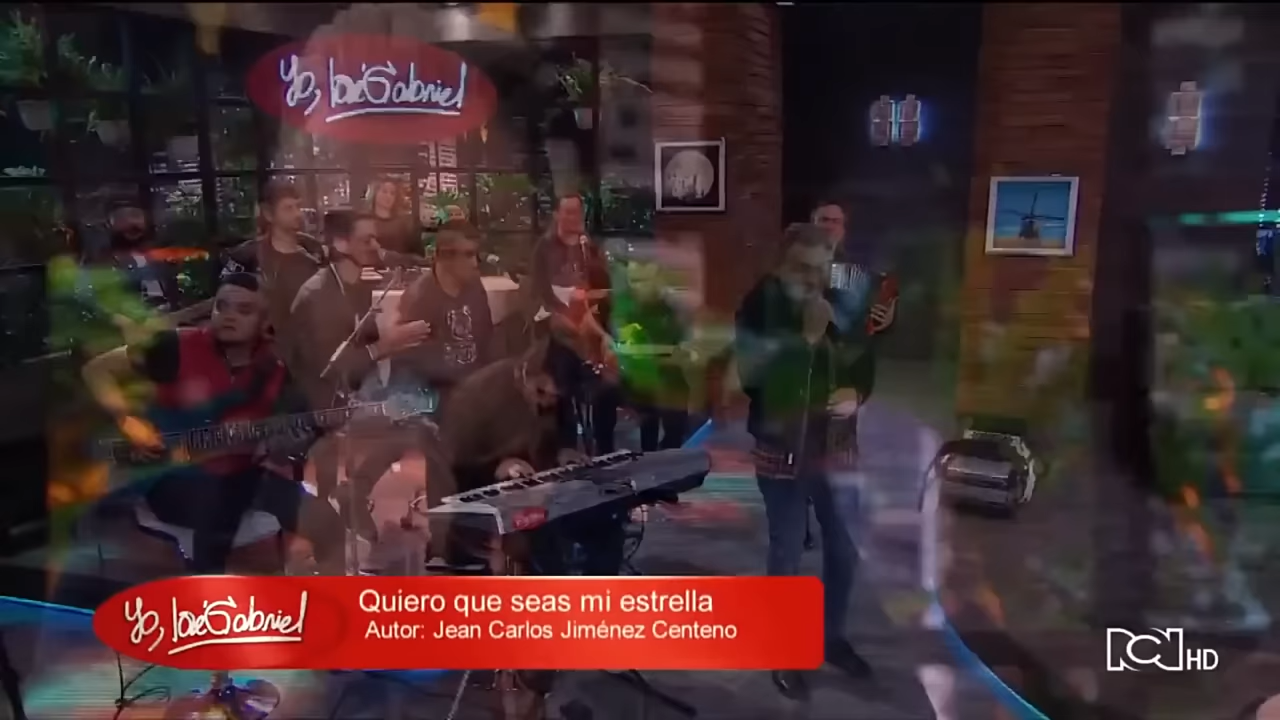 Yo, José Gabriel
Yo, José Gabriel
Quiero que seas mi estrella
Autor: Jean Carlos Jiménez Centeno
RCN HD